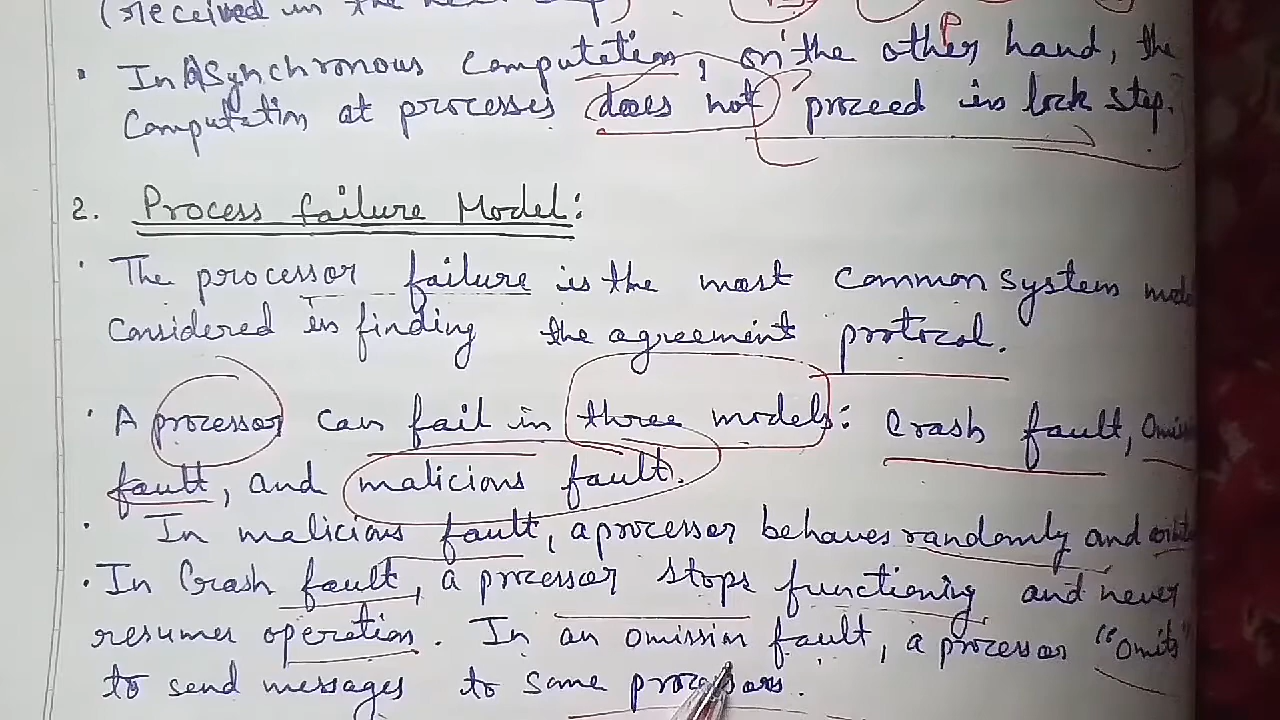 (received in the
• In Asynchronous Computation, on the other hand, the
Computation at processes does not proceed in lock step.
2. Process failure Model:
• The processor failure is the most Common System
Considered in finding the agreement protocol.
• A processor can fail in three models: Crash fault,
fault, and malicious fault.
• In malicious fault, a processor behaves randomly and
• In Crash fault, a processor stops functioning and never
resumes operation. In an omission fault, a processor "omits"
to send messages to some processors.